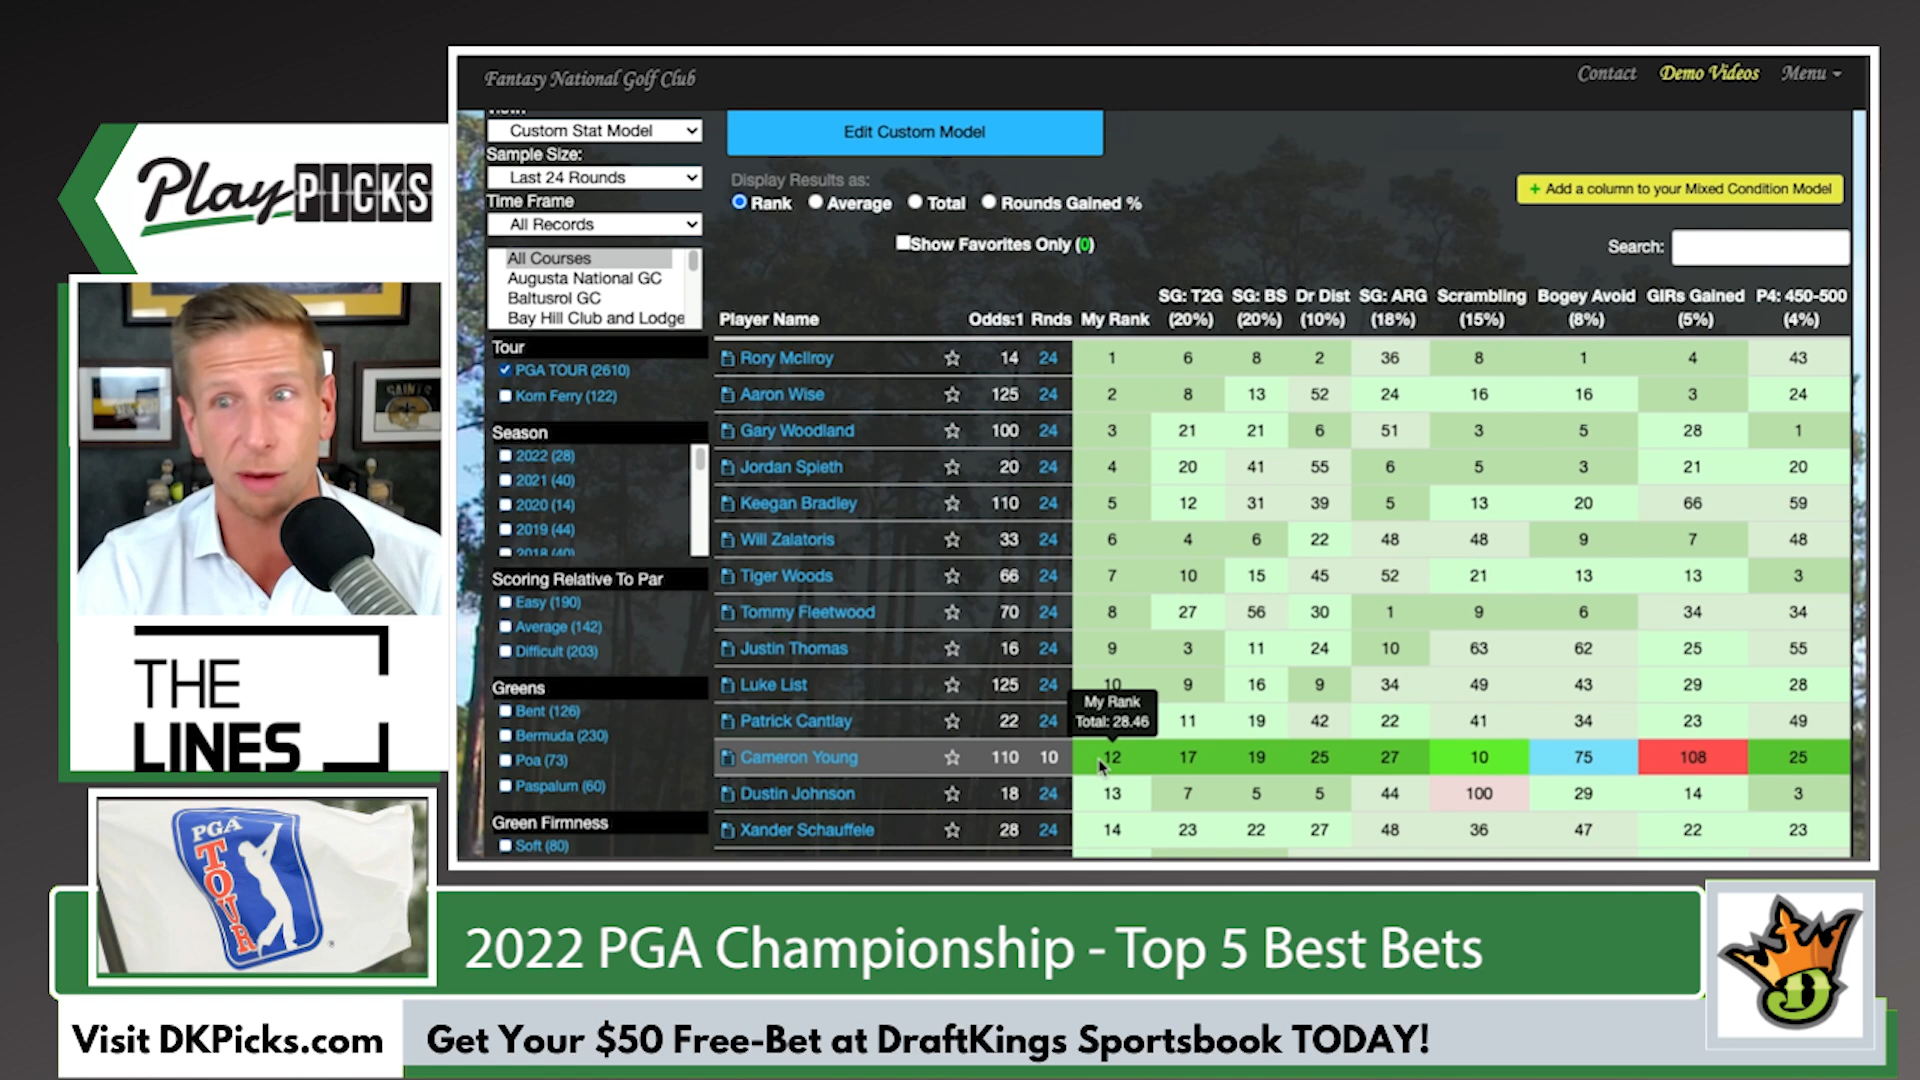 Fantasy National Golf Club
Contact Demo Videos Menu
Custom Stat Model
Sample Size:
Last 24 Rounds
Time Frame
All Records
All Courses
Augusta National GC
Baltusrol GC
Bay Hill Club and Lodge
Tour
PGA TOUR (2610)
Korn Ferry (122)
Season
2022 (28)
2021 (40)
2020 (14)
2019 (44)
2018 (40)
Scoring Relative To Par
Easy (190)
Average (142)
Difficult (203)
Greens
Bent (126)
Bermuda (230)
Poa (73)
Paspalum (60)
Green Firmness
Soft (80)
Edit Custom Model
Display Results as:
Rank Average Total Rounds Gained %
+ Add a column to your Mixed Condition Model
Show Favorites Only (0)
Search:
Player Name Odds:1 Rnds My Rank SG: T2G (20%) SG: BS (20%) Dr Dist (10%) SG: ARG (18%) Scrambling (15%) Bogey Avoid (8%) GIRs Gained (5%) P4: 450-500 (4%)
Rory McIlroy 14 24 1 6 8 2 36 8 1 4 43
Aaron Wise 125 24 2 8 13 52 24 16 16 3 24
Gary Woodland 100 24 3 21 21 6 51 3 5 28 1
Jordan Spieth 20 24 4 20 41 55 6 5 3 21 20
Keegan Bradley 110 24 5 12 31 39 5 13 20 66 59
Will Zalatoris 33 24 6 4 6 22 48 48 9 7 48
Tiger Woods 66 24 7 10 15 45 52 21 13 13 3
Tommy Fleetwood 70 24 8 27 56 30 1 9 6 34 34
Justin Thomas 16 24 9 3 11 24 10 63 62 25 55
Luke List 125 24 10 9 16 9 34 49 43 29 28
My Rank
Total: 28.46
Patrick Cantlay 22 24 11 19 42 22 41 34 23 49
Cameron Young 110 10 12 17 19 25 27 10 75 108 25
Dustin Johnson 18 24 13 7 5 5 44 100 29 14 3
Xander Schauffele 28 24 14 23 22 27 48 36 47 22 23
Play PICKS
SAINTS
THE
LINES
PGA
TOUR
2022 PGA Championship - Top 5 Best Bets
D
Visit DKPicks.com
Get Your $50 Free-Bet at DraftKings Sportsbook TODAY!